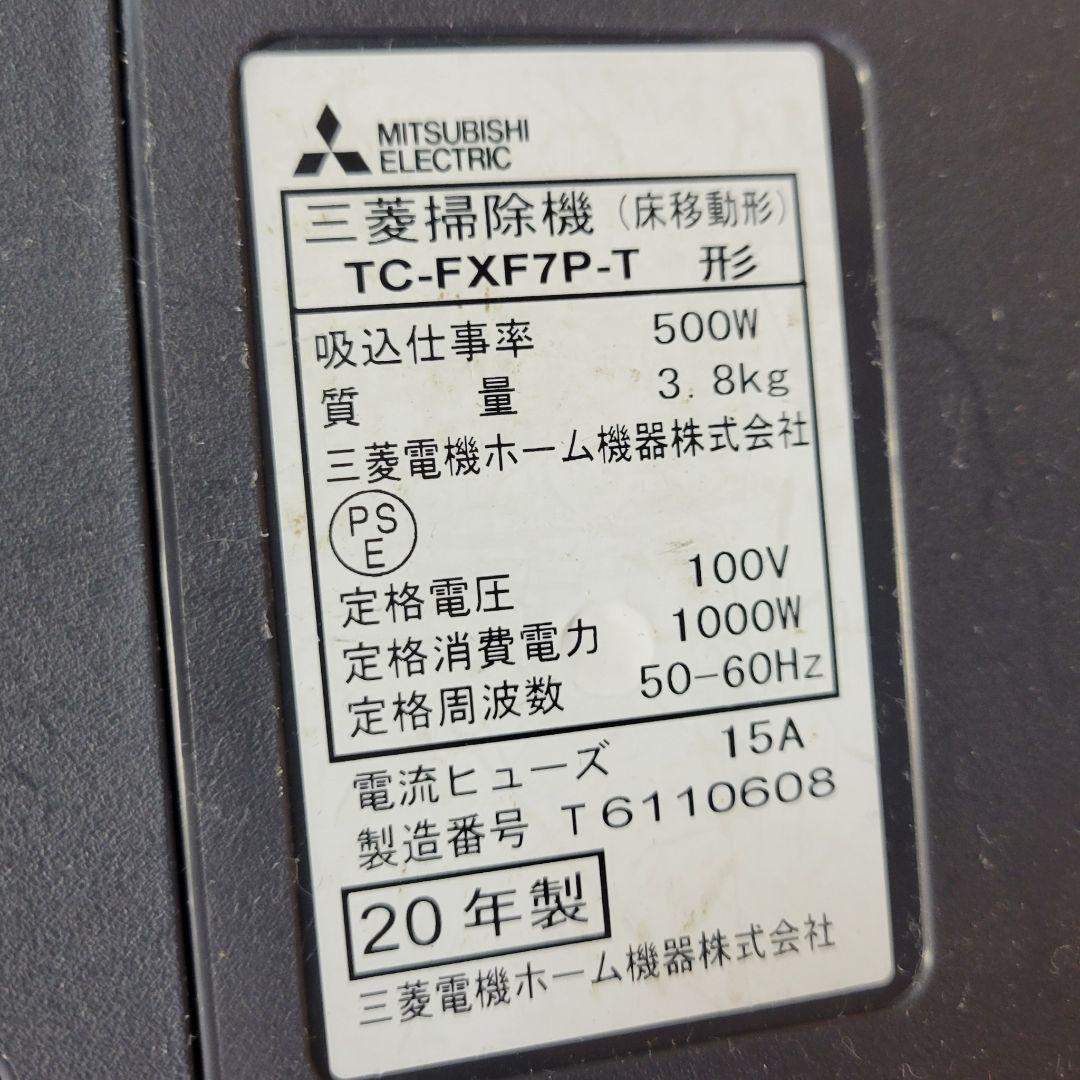 MITSUBISHI
ELECTRIC
三菱掃除機（床移動形）
TC-FXF7P-T 形
吸込仕事率 500W
質量 3.8kg
三菱電機ホーム機器株式会社
PS
E
定格電圧 100V
定格消費電力 1000W
定格周波数 50-60Hz
電流ヒューズ 15A
製造番号 T6110608
20年製
三菱電機ホーム機器株式会社